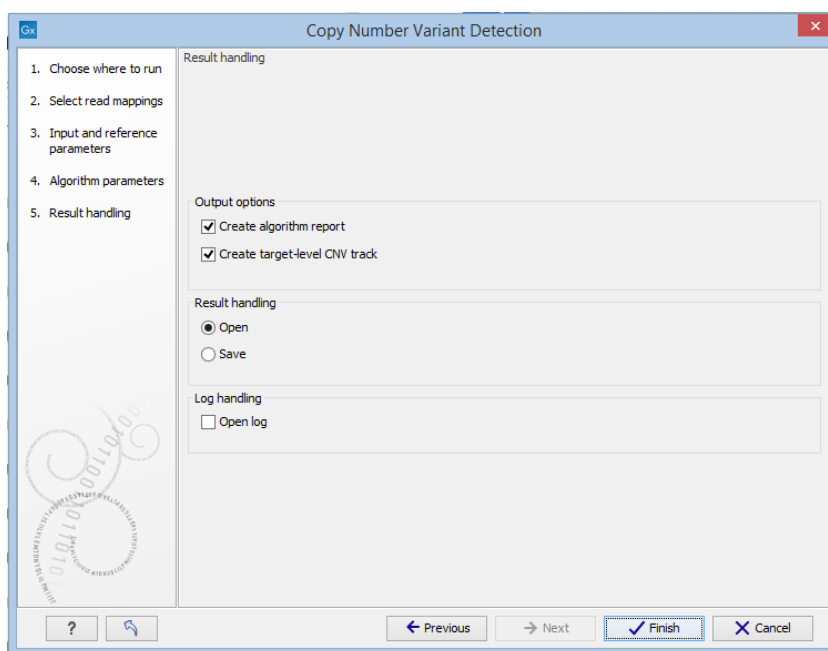 Gx
Copy Number Variant Detection
1. Choose where to run
2. Select read mappings
3. Input and reference
parameters
4. Algorithm parameters
5. Result handling
Result handling
Output options
Create algorithm report
Create target-level CNV track
Result handling
Open
Save
Log handling
Open log
?
Previous
Next
Finish
Cancel